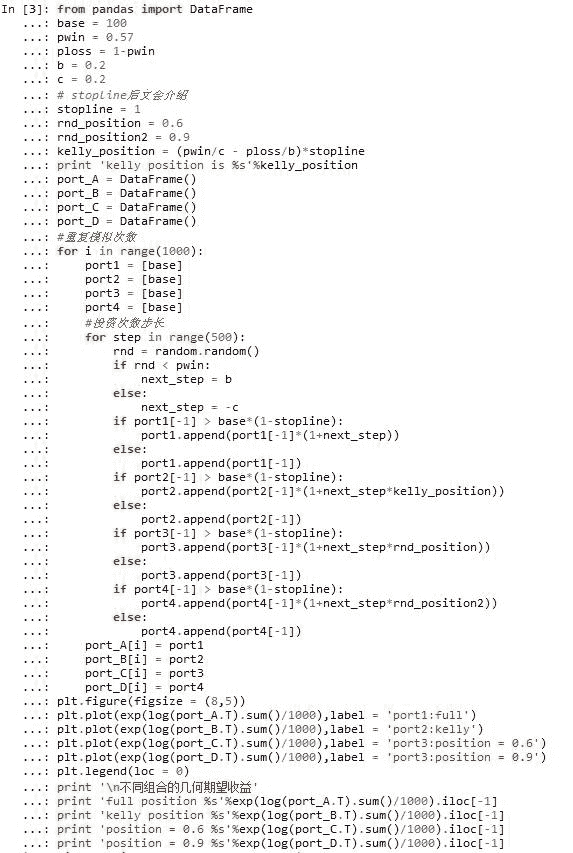 In [3]: from pandas import DataFrame
...: base = 100
...: pwin = 0.57
...: ploss = 1-pwin
...: b = 0.2
...: c = 0.2
...: # stopline后文会介绍
...: stopline = 1
...: rnd_position = 0.6
...: rnd_position2 = 0.9
...: kelly_position = (pwin/c - ploss/b)*stopline
...: print 'kelly position is %s'%kelly_position
...: port_A = DataFrame()
...: port_B = DataFrame()
...: port_C = DataFrame()
...: port_D = DataFrame()
...: #重复模拟次数
...: for i in range(1000):
...:     port1 = [base]
...:     port2 = [base]
...:     port3 = [base]
...:     port4 = [base]
...:     #投资次数步长
...:     for step in range(500):
...:         rnd = random.random()
...:         if rnd < pwin:
...:             next_step = b
...:         else:
...:             next_step = -c
...:         if port1[-1] > base*(1-stopline):
...:             port1.append(port1[-1]*(1+next_step))
...:         else:
...:             port1.append(port1[-1])
...:         if port2[-1] > base*(1-stopline):
...:             port2.append(port2[-1]*(1+next_step*kelly_position))
...:         else:
...:             port2.append(port2[-1])
...:         if port3[-1] > base*(1-stopline):
...:             port3.append(port3[-1]*(1+next_step*rnd_position))
...:         else:
...:             port3.append(port3[-1])
...:         if port4[-1] > base*(1-stopline):
...:             port4.append(port4[-1]*(1+next_step*rnd_position2))
...:         else:
...:             port4.append(port4[-1])
...:     port_A[i] = port1
...:     port_B[i] = port2
...:     port_C[i] = port3
...:     port_D[i] = port4
...: plt.figure(figsize = (8,5))
...: plt.plot(exp(log(port_A.T).sum()/1000),label = 'port1:full')
...: plt.plot(exp(log(port_B.T).sum()/1000),label = 'port2:kelly')
...: plt.plot(exp(log(port_C.T).sum()/1000),label = 'port3:position = 0.6')
...: plt.plot(exp(log(port_D.T).sum()/1000),label = 'port3:position = 0.9')
...: plt.legend(loc = 0)
...: print '\n不同组合的几何期望收益'
...: print 'full position %s'%exp(log(port_A.T).sum()/1000).iloc[-1]
...: print 'kelly position %s'%exp(log(port_B.T).sum()/1000).iloc[-1]
...: print 'position = 0.6 %s'%exp(log(port_C.T).sum()/1000).iloc[-1]
...: print 'position = 0.9 %s'%exp(log(port_D.T).sum()/1000).iloc[-1]